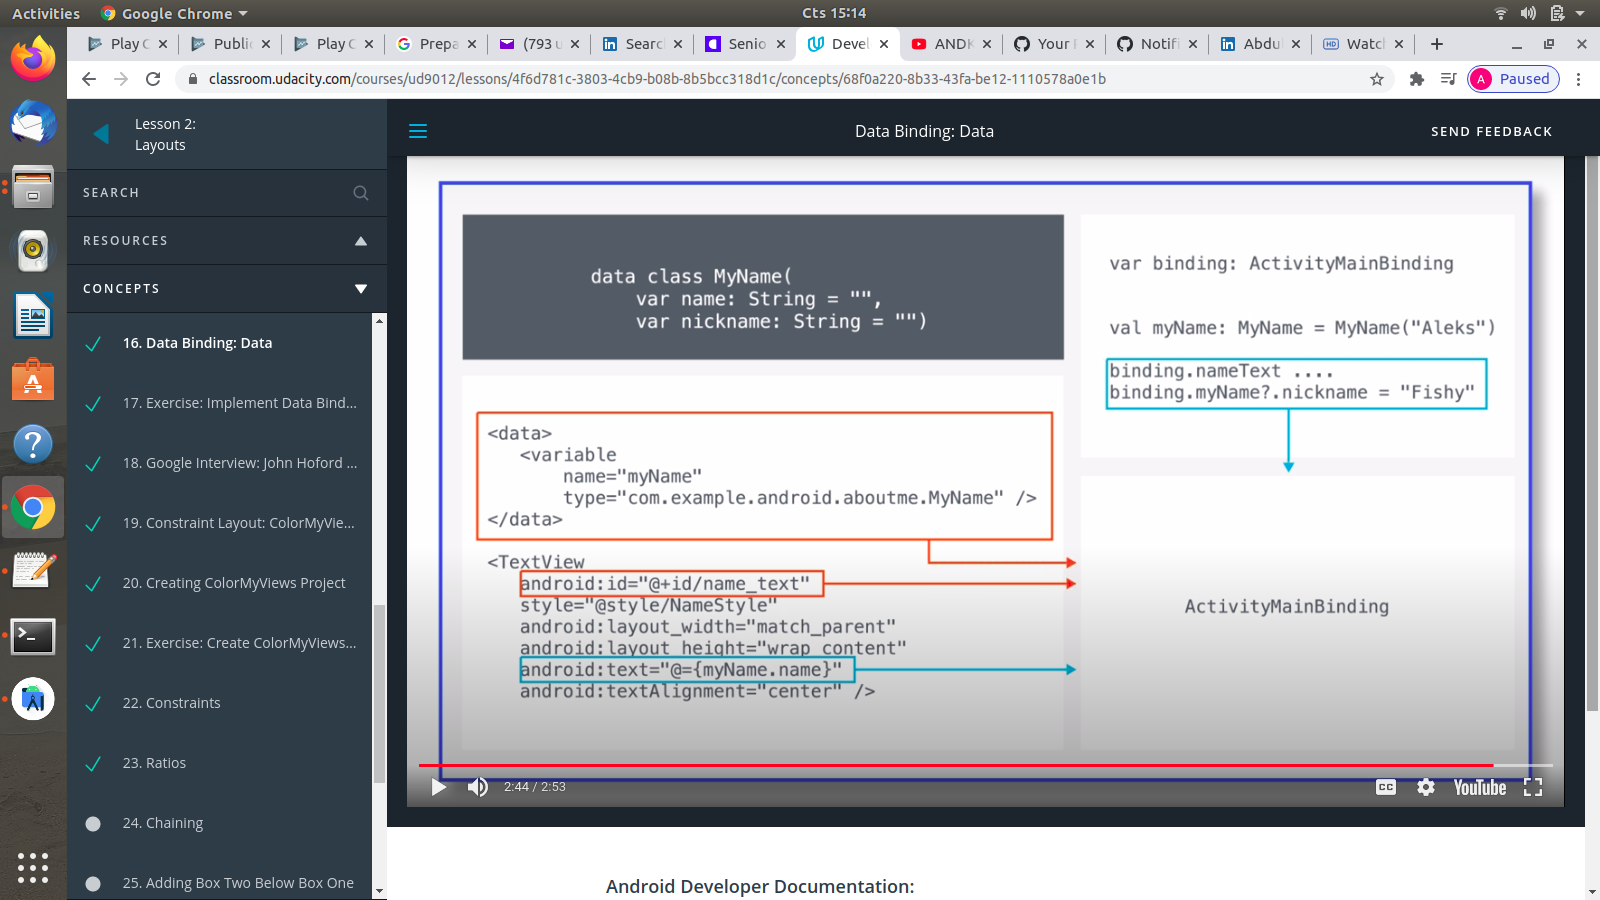 Activities
Google Chrome
Cts 15:14
Play C
Public
Play C
Prepa
(793 u
Searc
Senio
Devel
ANDK
Your
Notif
Abdu
Watc
classroom.udacity.com/courses/ud9012/lessons/4f6d781c-3803-4cb9-b08b-8b5bcc318d1c/concepts/68f0a220-8b33-43fa-be12-1110578a0e1b
A Paused
Lesson 2:
Layouts
SEARCH
RESOURCES
CONCEPTS
16. Data Binding: Data
17. Exercise: Implement Data Bind...
18. Google Interview: John Hoford ...
19. Constraint Layout: ColorMyVie...
20. Creating ColorMyViews Project
21. Exercise: Create ColorMyViews...
22. Constraints
23. Ratios
24. Chaining
25. Adding Box Two Below Box One
Data Binding: Data
SEND FEEDBACK
data class MyName(
var name: String = "",
var nickname: String = "")
<data>
<variable
name="myName"
type="com.example.android.aboutme.MyName" />
</data>
<TextView
android:id="@+id/name_text"
style="@style/NameStyle"
android:layout_width="match_parent"
android:layout_height="wrap_content"
android:text="@={myName.name}"
android:textAlignment="center" />
var binding: ActivityMainBinding
val myName: MyName = MyName("Aleks")
binding.nameText ....
binding.myName?.nickname = "Fishy"
ActivityMainBinding
2:44 / 2:53
CC
YouTube
Android Developer Documentation: